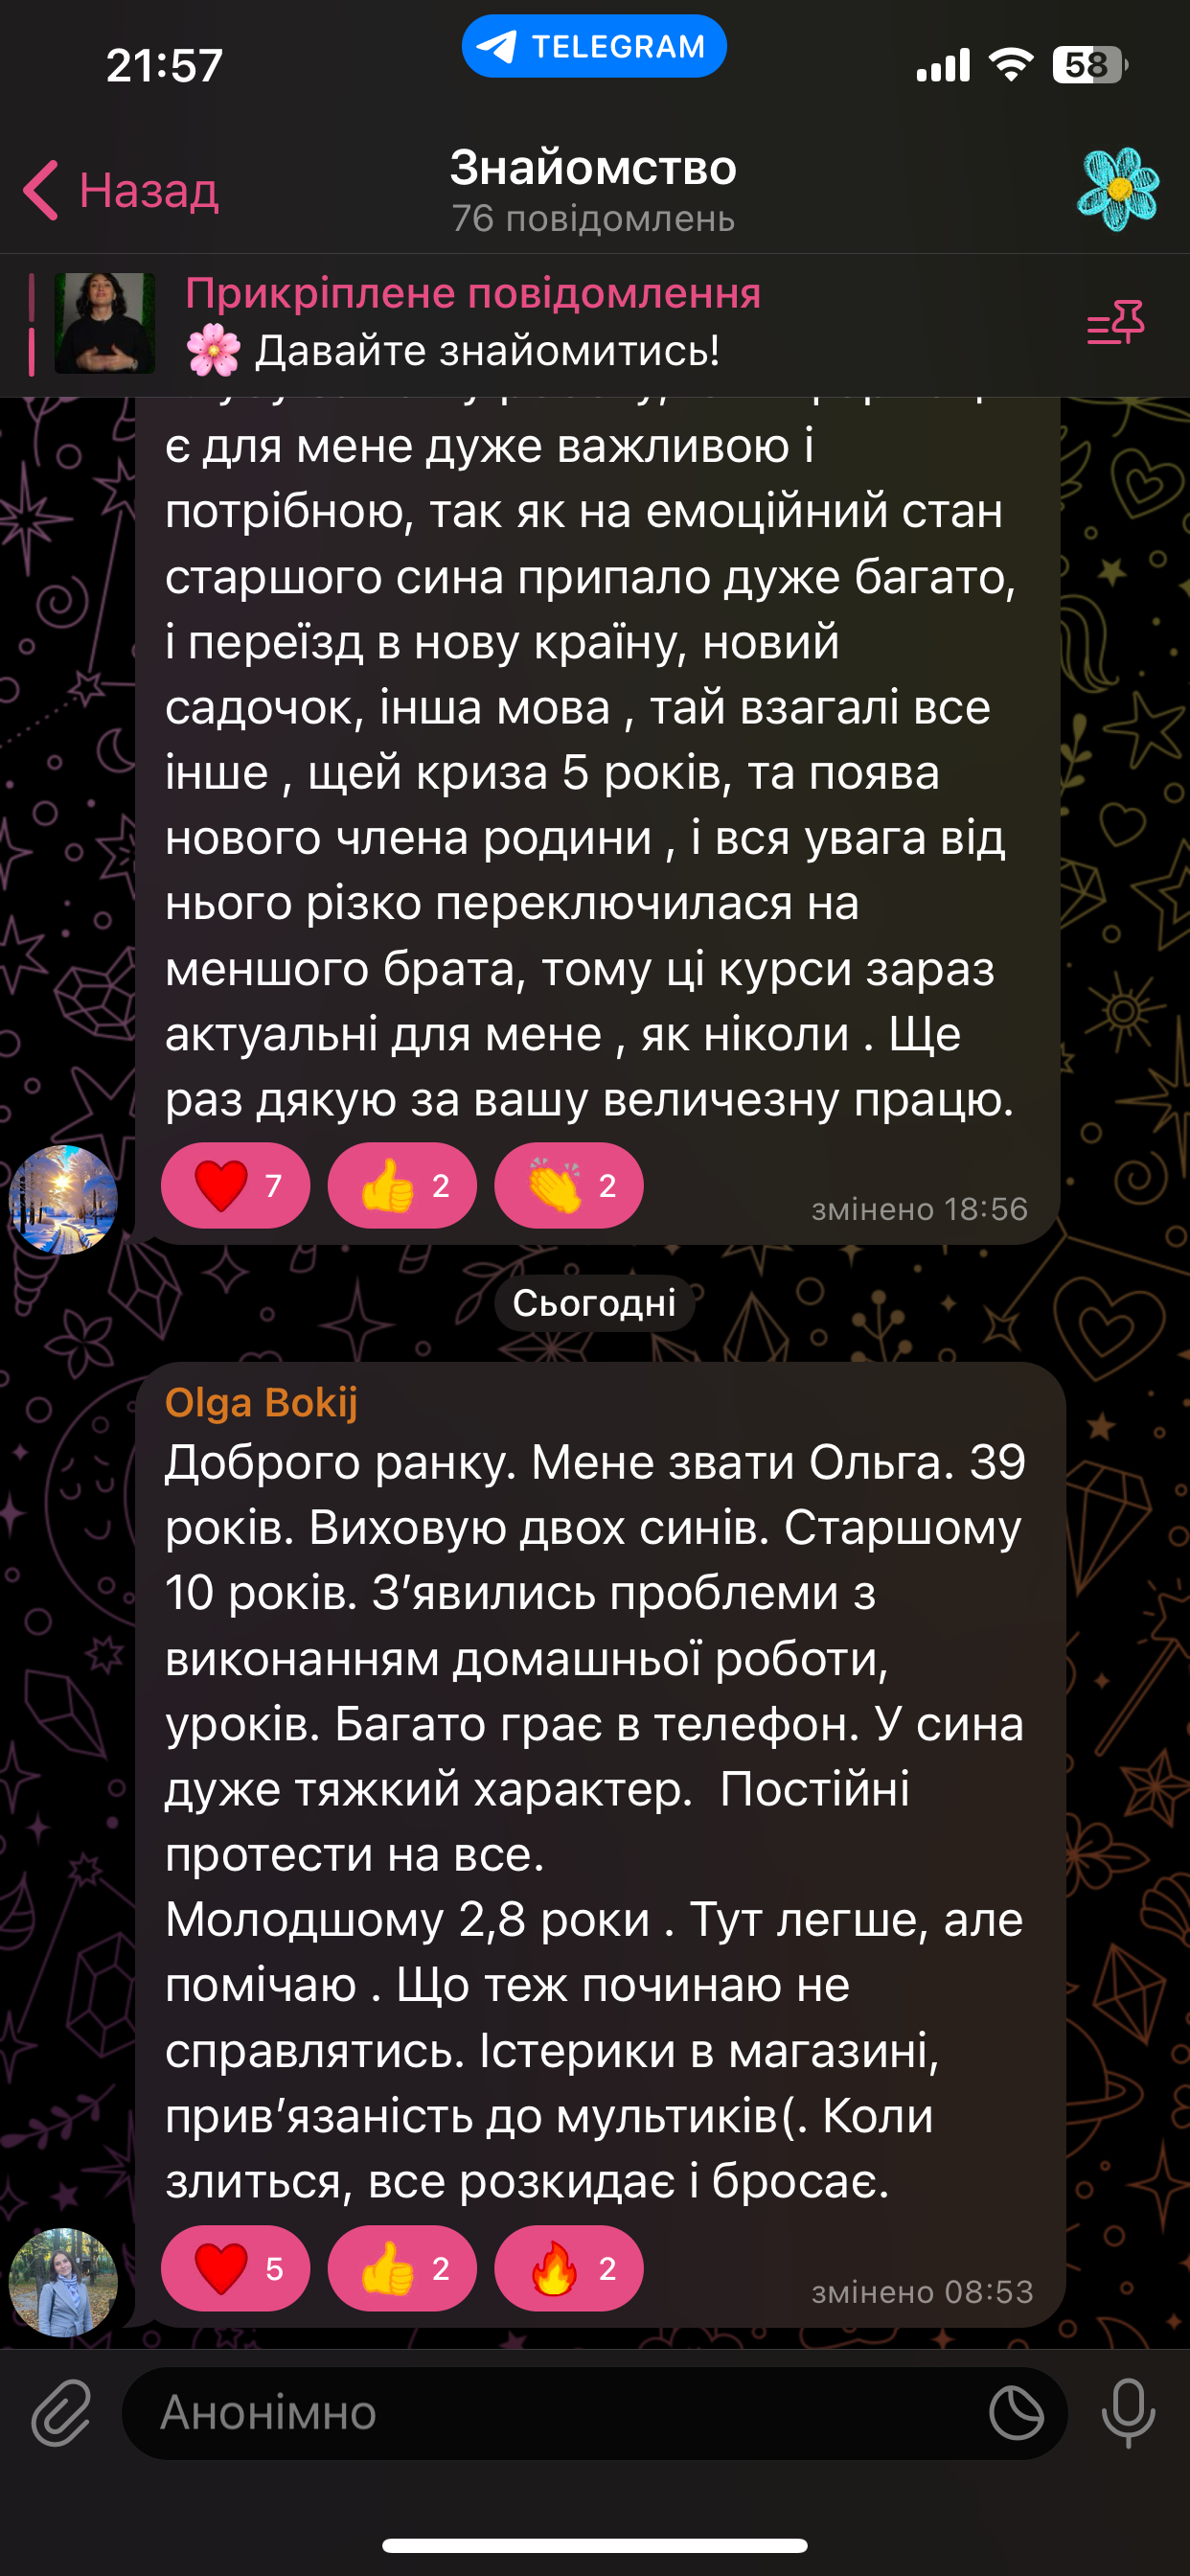 21:57
TELEGRAM
58
Назад
Знайомство
76 повідомлень
Прикріплене повідомлення
🌸 Давайте знайомитись!
є для мене дуже важливою і
потрібною, так як на емоційний стан
старшого сина припало дуже багато,
і переїзд в нову країну, новий
садочок, інша мова , тай взагалі все
інше , щей криза 5 років, та поява
нового члена родини , і вся увага від
нього різко переключилася на
меншого брата, тому ці курси зараз
актуальні для мене , як ніколи . Ще
раз дякую за вашу величезну працю.
❤️ 7 👍 2 👏 2
змінено 18:56
Сьогодні
Olga Bokij
Доброго ранку. Мене звати Ольга. 39
років. Виховую двох синів. Старшому
10 років. З’явились проблеми з
виконанням домашньої роботи,
уроків. Багато грає в телефон. У сина
дуже тяжкий характер.  Постійні
протести на все.
Молодшому 2,8 роки . Тут легше, але
помічаю . Що теж починаю не
справлятись. Істерики в магазині,
прив’язаність до мультиків(. Коли
злиться, все розкидає і бросає.
❤️ 5 👍 2 🔥 2
змінено 08:53
Анонімно